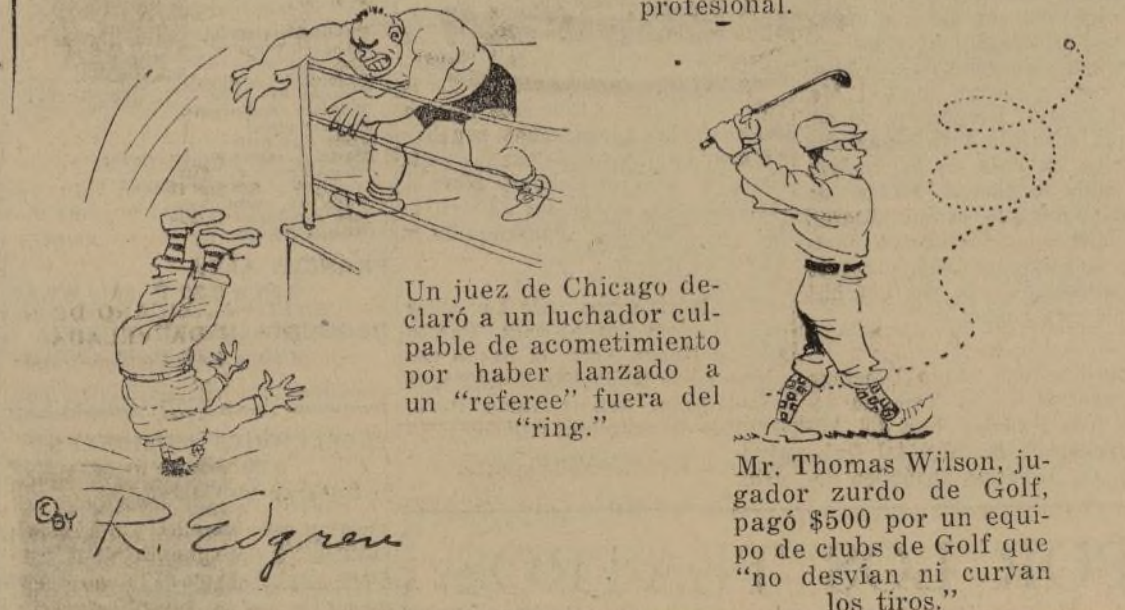 profesional.
Un juez de Chicago de-
claró a un luchador cul-
pable de acometimiento
por haber lanzado a
un “referee” fuera del
“ring.”
© BY R. Edgren
Mr. Thomas Wilson, ju-
gador zurdo de Golf,
pagó $500 por un equi-
po de clubs de Golf que
“no desvían ni curvan
los tiros.”